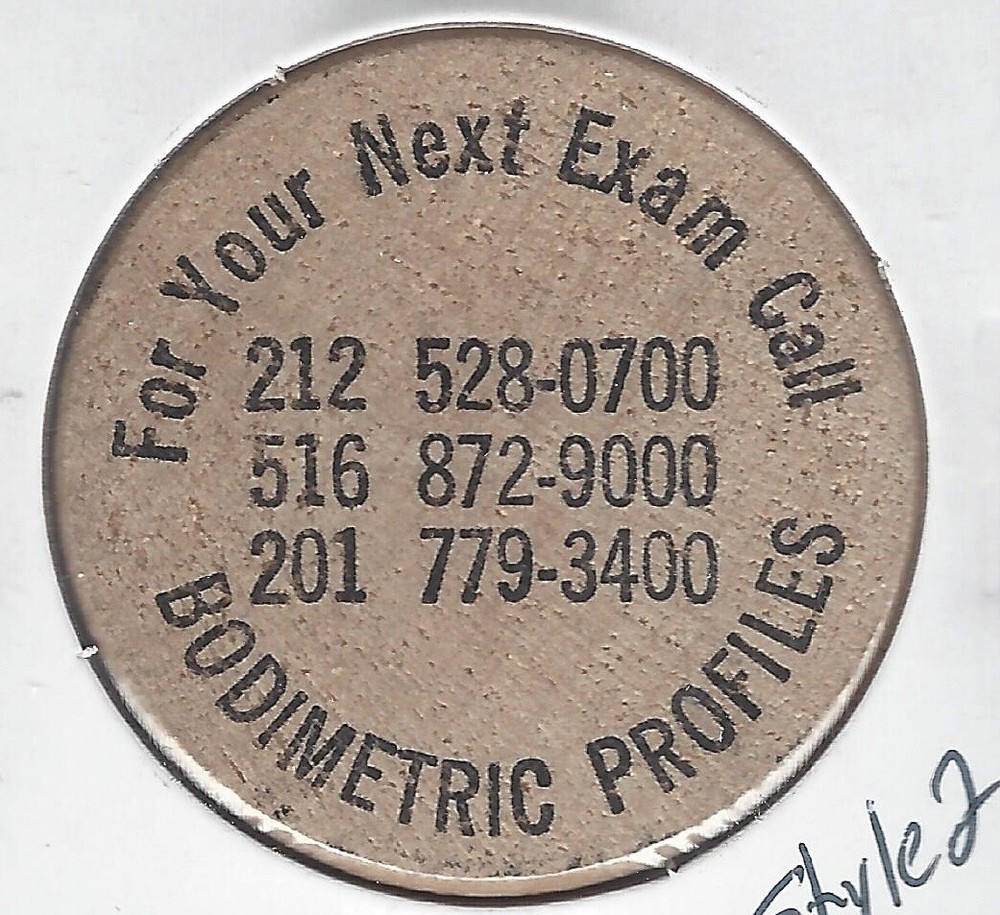 For Your Next Exam Call
212 528-0700
516 872-9000
201 779-3400
BODIMETRIC PROFILES
Style 2